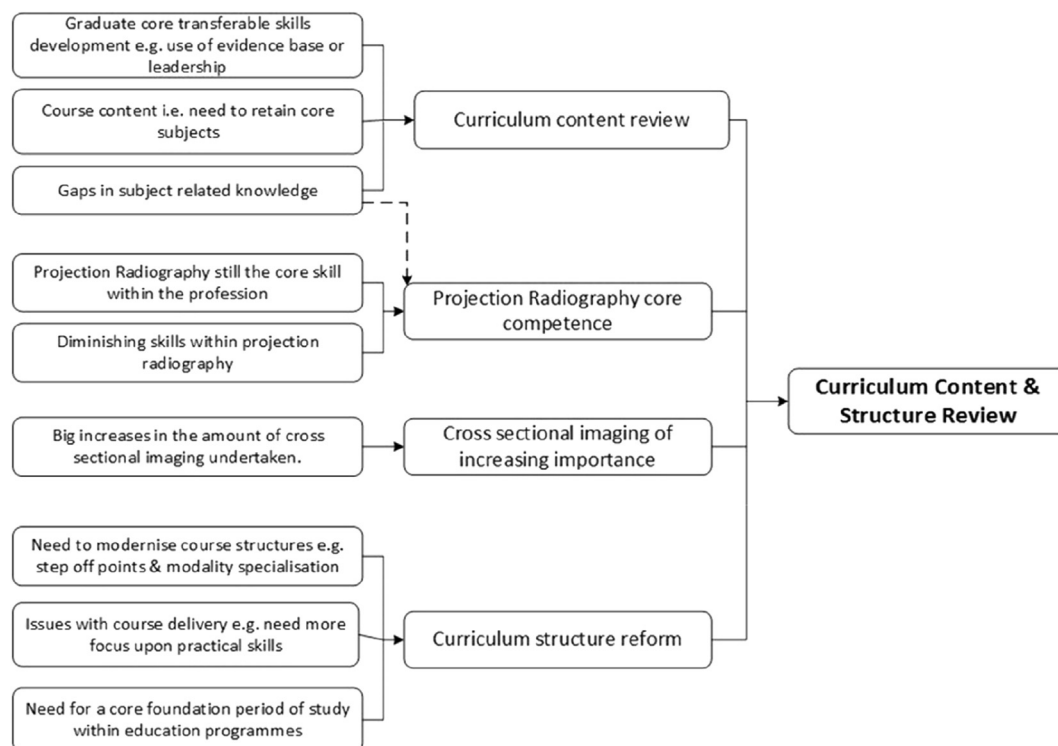 Graduate core transferable skills
development e.g. use of evidence base or
leadership
Course content i.e. need to retain core
subjects
Gaps in subject related knowledge
Curriculum content review
Projection Radiography still the core skill
within the profession
Diminishing skills within projection
radiography
Projection Radiography core
competence
Big increases in the amount of cross
sectional imaging undertaken.
Cross sectional imaging of
increasing importance
Need to modernise course structures e.g.
step off points & modality specialisation
Issues with course delivery e.g. need more
focus upon practical skills
Need for a core foundation period of study
within education programmes
Curriculum structure reform
Curriculum Content &
Structure Review